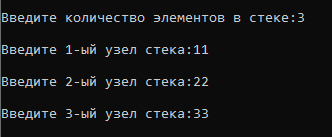 Введите количество элементов в стеке:3
Введите 1-ый узел стека:11
Введите 2-ый узел стека:22
Введите 3-ый узел стека:33